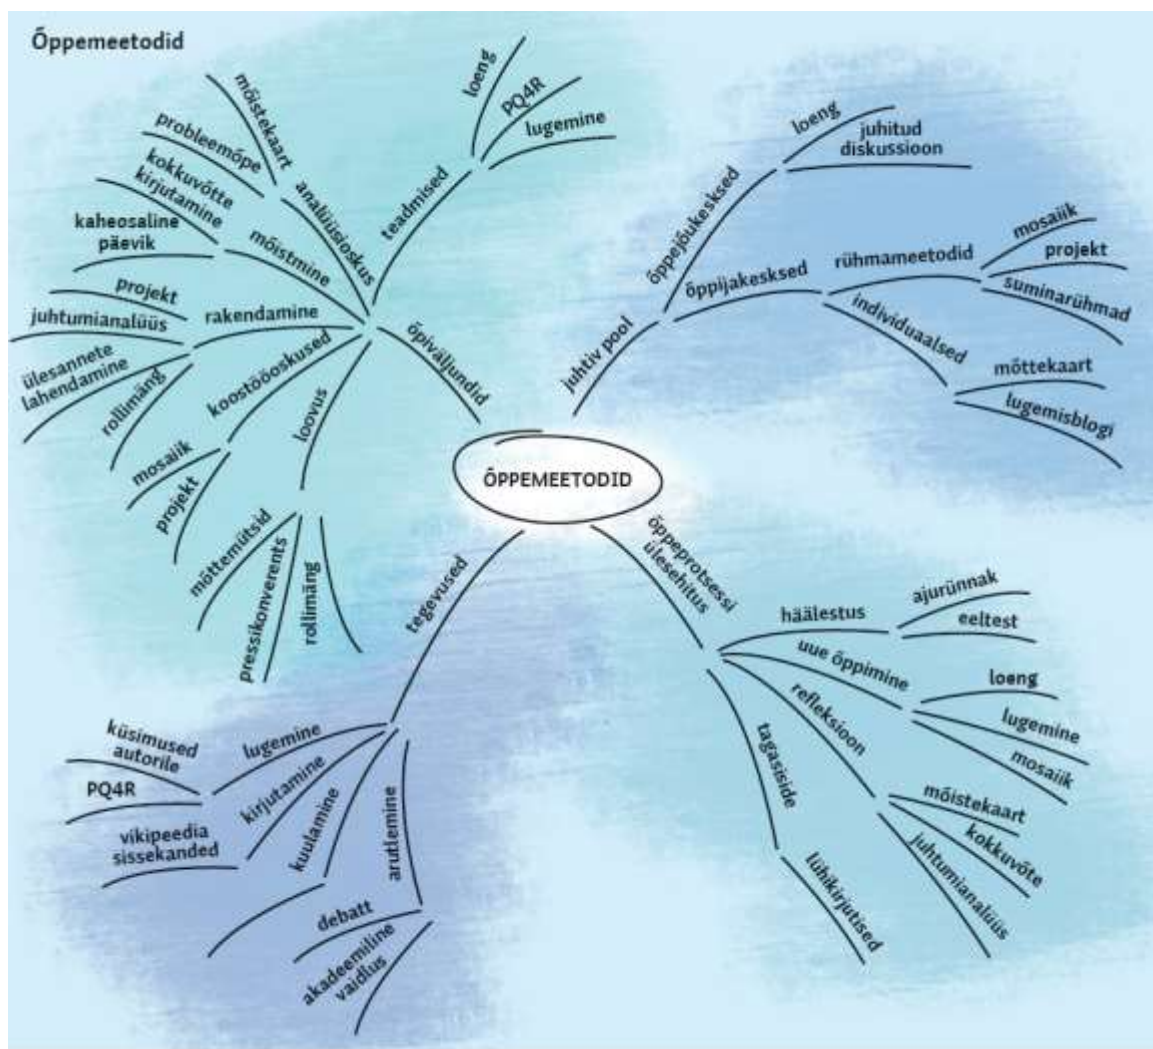 Õppemeetodid
ÕPPEMEETODID
õpiväljundid
teadmised
loeng
PQ4R
lugemine
analüüsioskus
mõistekaart
probleemõpe
mõistmine
kokkuvõtte
kirjutamine
kaheosaline
päevik
rakendamine
projekt
juhtumianalüüs
ülesannete
lahendamine
rollimäng
koostööoskused
mosaiik
projekt
loovus
mõttemütsid
pressikonverents
rollimäng
juhtiv pool
õppejõukesksed
loeng
juhitud
diskussioon
õppijakesksed
rühmameetodid
mosaiik
projekt
suminarühmad
individuaalsed
mõttekaart
lugemisblogi
õppeprotsessi
ülesehitus
häälestus
ajurünnak
eeltest
uue õppimine
loeng
lugemine
mosaiik
refleksioon
mõistekaart
kokkuvõte
juhtumianalüüs
tagasiside
lühikirjutised
tegevused
lugemine
küsimused
autorile
PQ4R
kirjutamine
vikipeedia
sissekanded
kuulamine
arutlemine
debatt
akadeemiline
vaidlus